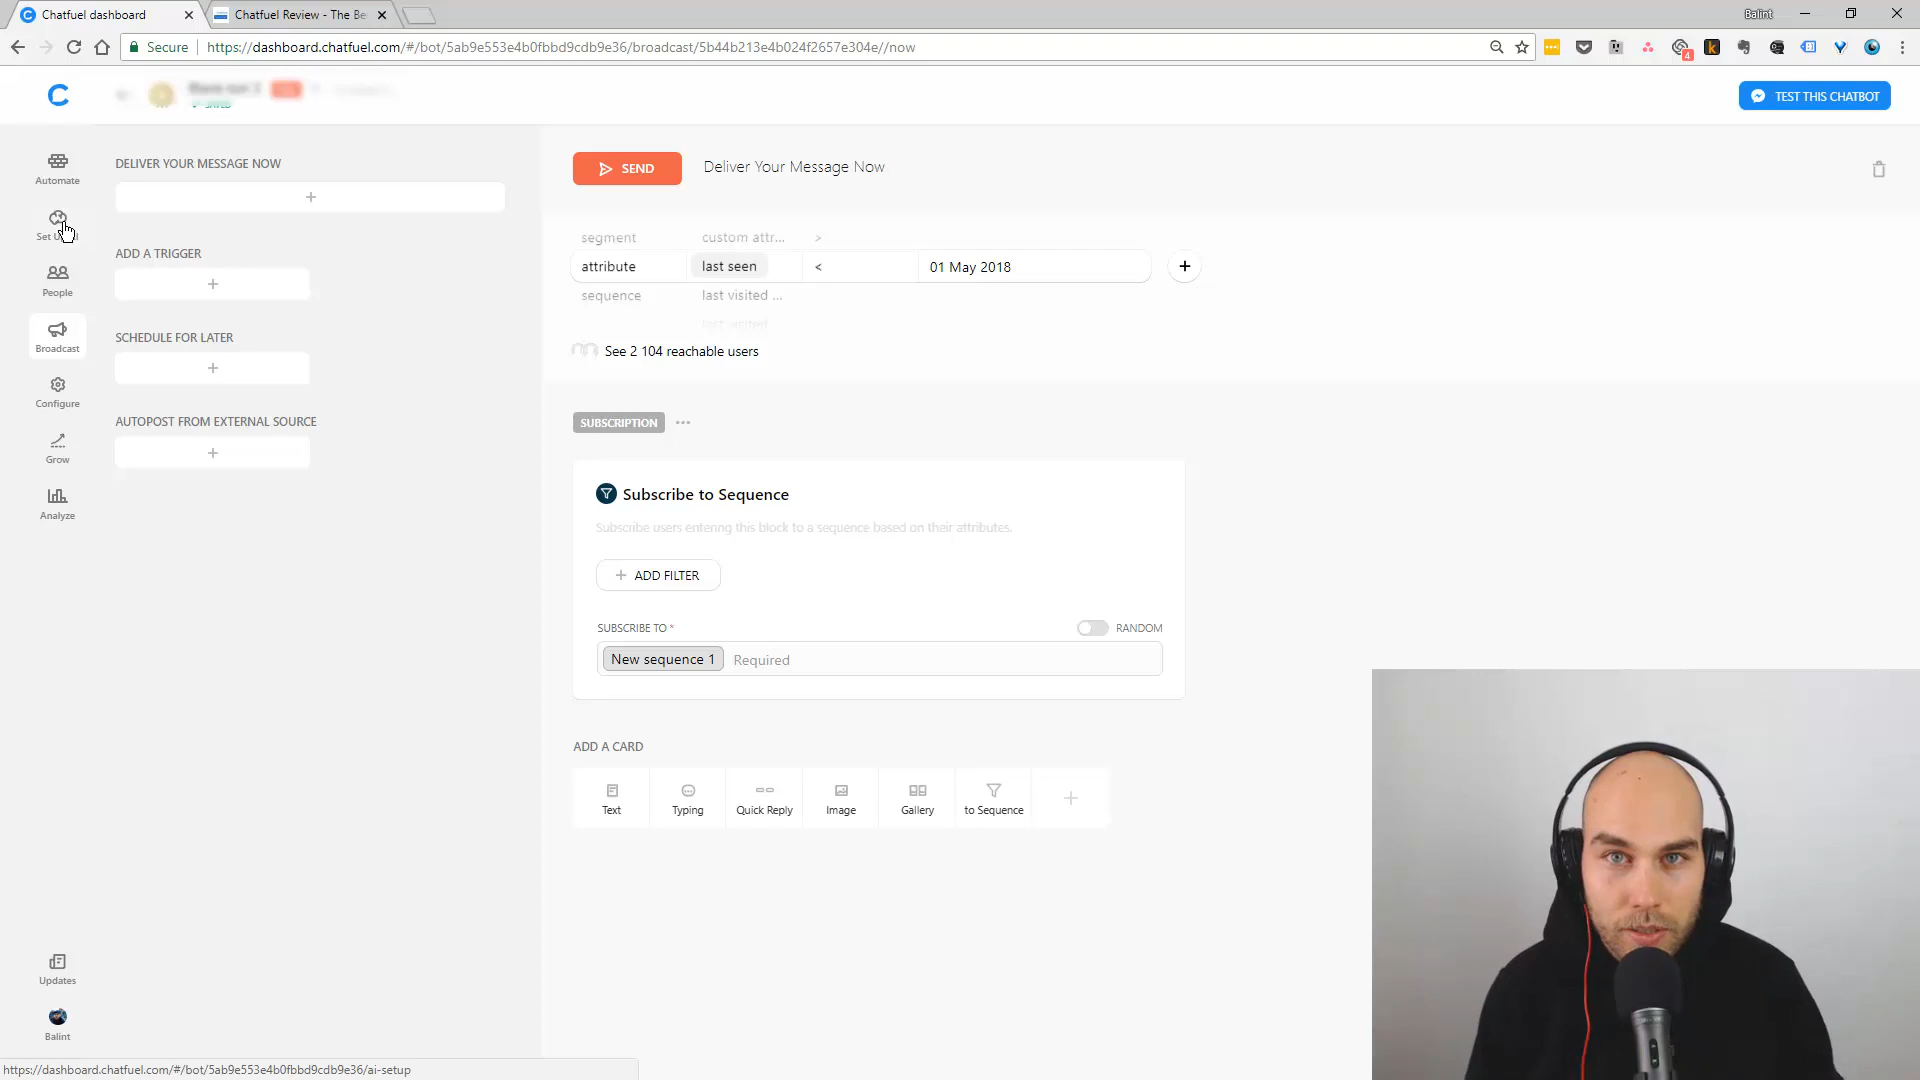 Chatfuel dashboard
Chatfuel Review - The Be
Balint
Secure
https://dashboard.chatfuel.com/#/bot/5ab9e553e4b0fbbd9cdb9e36/broadcast/5b44b213e4b024f2657e304e//now
4
TEST THIS CHATBOT
Automate
DELIVER YOUR MESSAGE NOW
SEND
Deliver Your Message Now
Set U
People
ADD A TRIGGER
segment
custom attr...
>
attribute
last seen
<
01 May 2018
sequence
last visited ...
last visited
Broadcast
SCHEDULE FOR LATER
See 2 104 reachable users
Configure
AUTOPOST FROM EXTERNAL SOURCE
SUBSCRIPTION
Grow
Analyze
Subscribe to Sequence
Subscribe users entering this block to a sequence based on their attributes.
ADD FILTER
SUBSCRIBE TO *
RANDOM
New sequence 1
Required
ADD A CARD
Text
Typing
Quick Reply
Image
Gallery
to Sequence
Updates
Balint
https://dashboard.chatfuel.com/#/bot/5ab9e553e4b0fbbd9cdb9e36/ai-setup